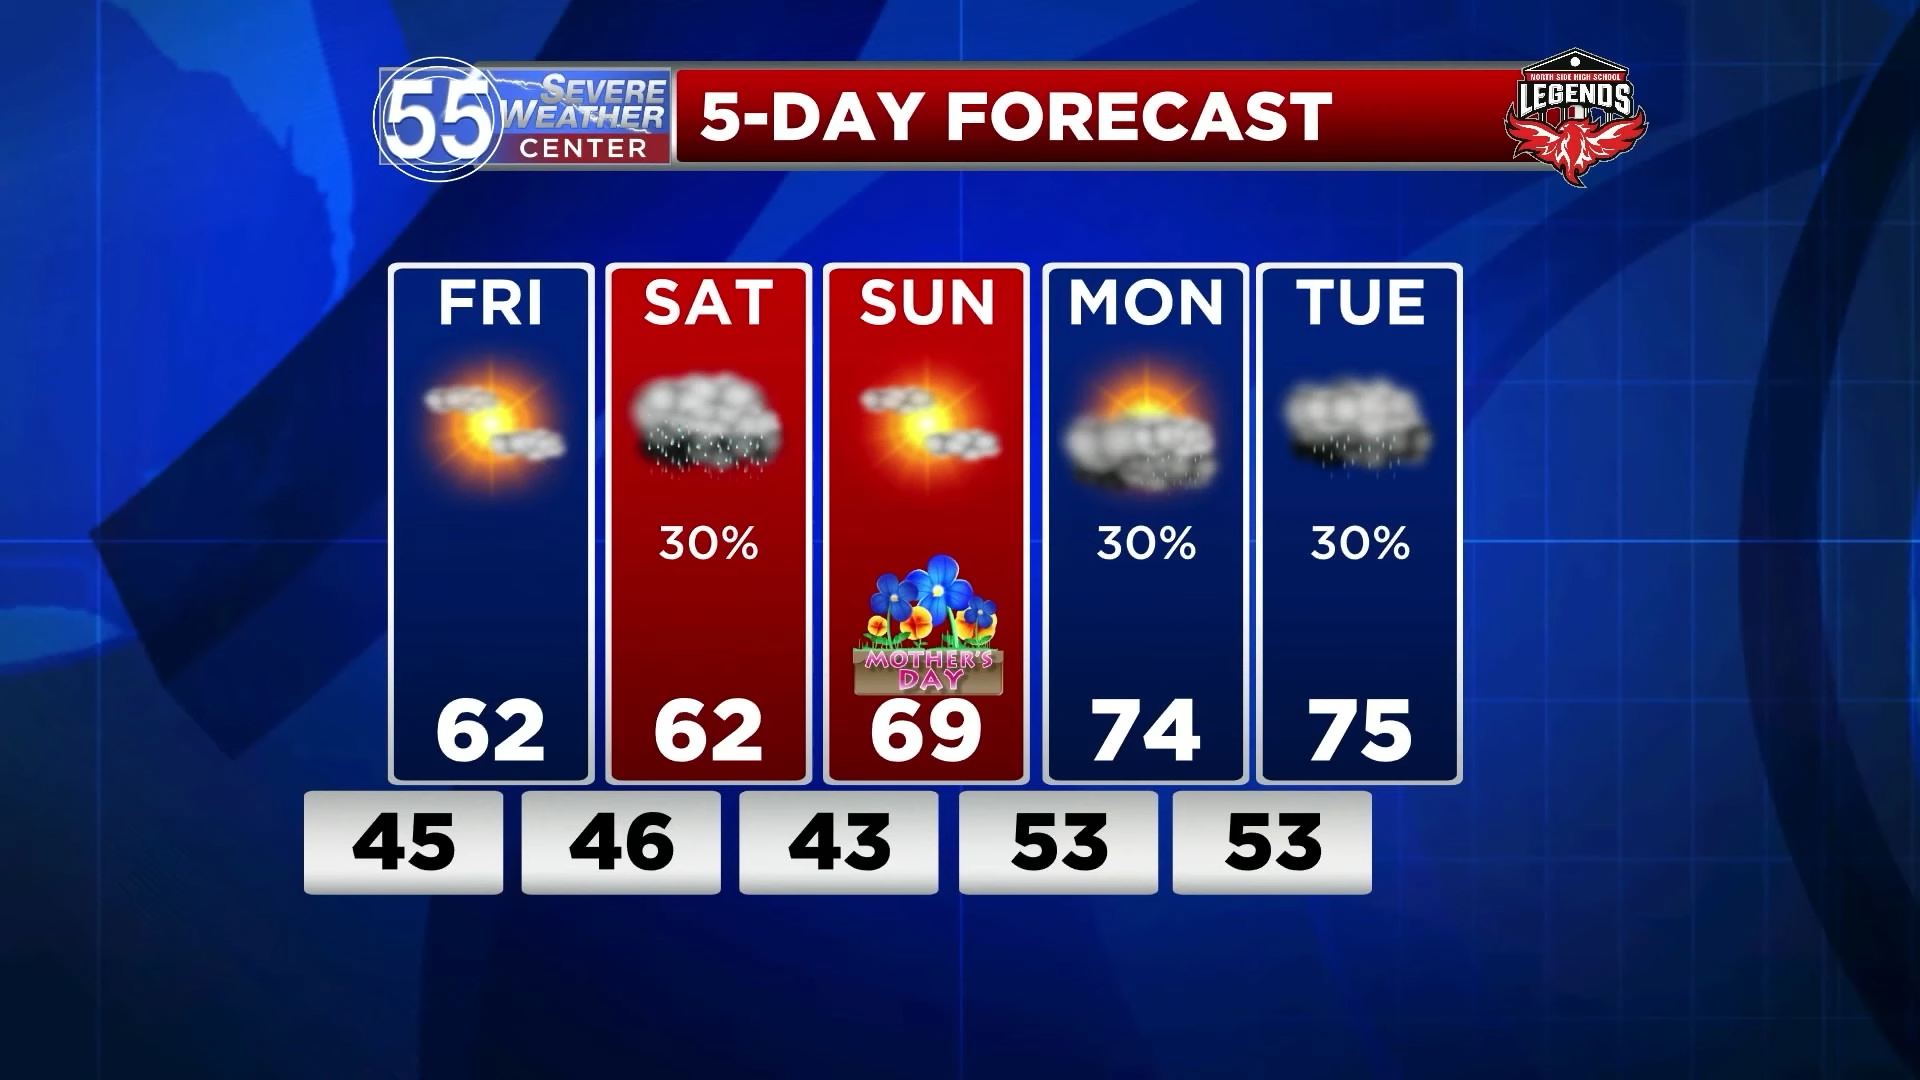 55 SEVERE WEATHER CENTER
5-DAY FORECAST
NORTH SIDE HIGH SCHOOL
LEGENDS
FRI SAT SUN MON TUE
30% 30% 30%
MOTHER'S
DAY
62 62 69 74 75
45 46 43 53 53